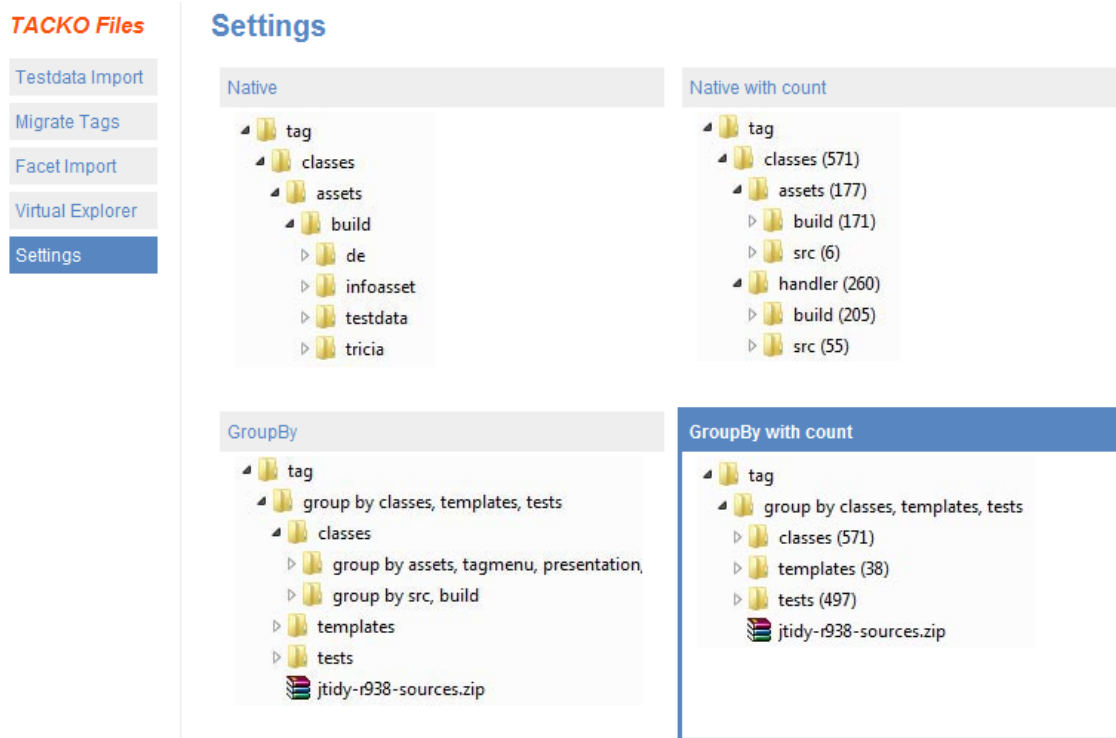 TACKO Files
Testdata Import
Migrate Tags
Facet Import
Virtual Explorer
Settings
Settings
Native
tag
classes
assets
build
de
infoasset
testdata
tricia
Native with count
tag
classes (571)
assets (177)
build (171)
src (6)
handler (260)
build (205)
src (55)
GroupBy
tag
group by classes, templates, tests
classes
group by assets, tagmenu, presentation,
group by src, build
templates
tests
jtidy-r938-sources.zip
GroupBy with count
tag
group by classes, templates, tests
classes (571)
templates (38)
tests (497)
jtidy-r938-sources.zip